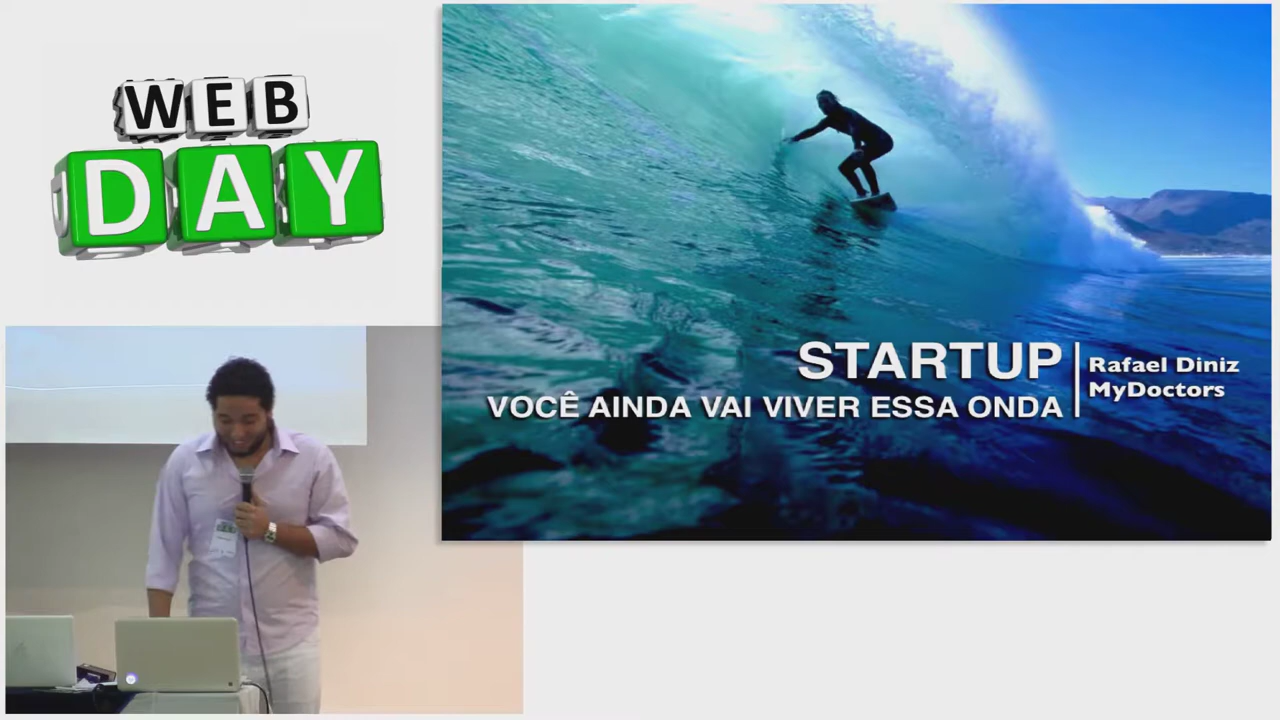 WEB
DAY
STARTUP
VOCÊ AINDA VAI VIVER ESSA ONDA
Rafael Diniz
MyDoctors